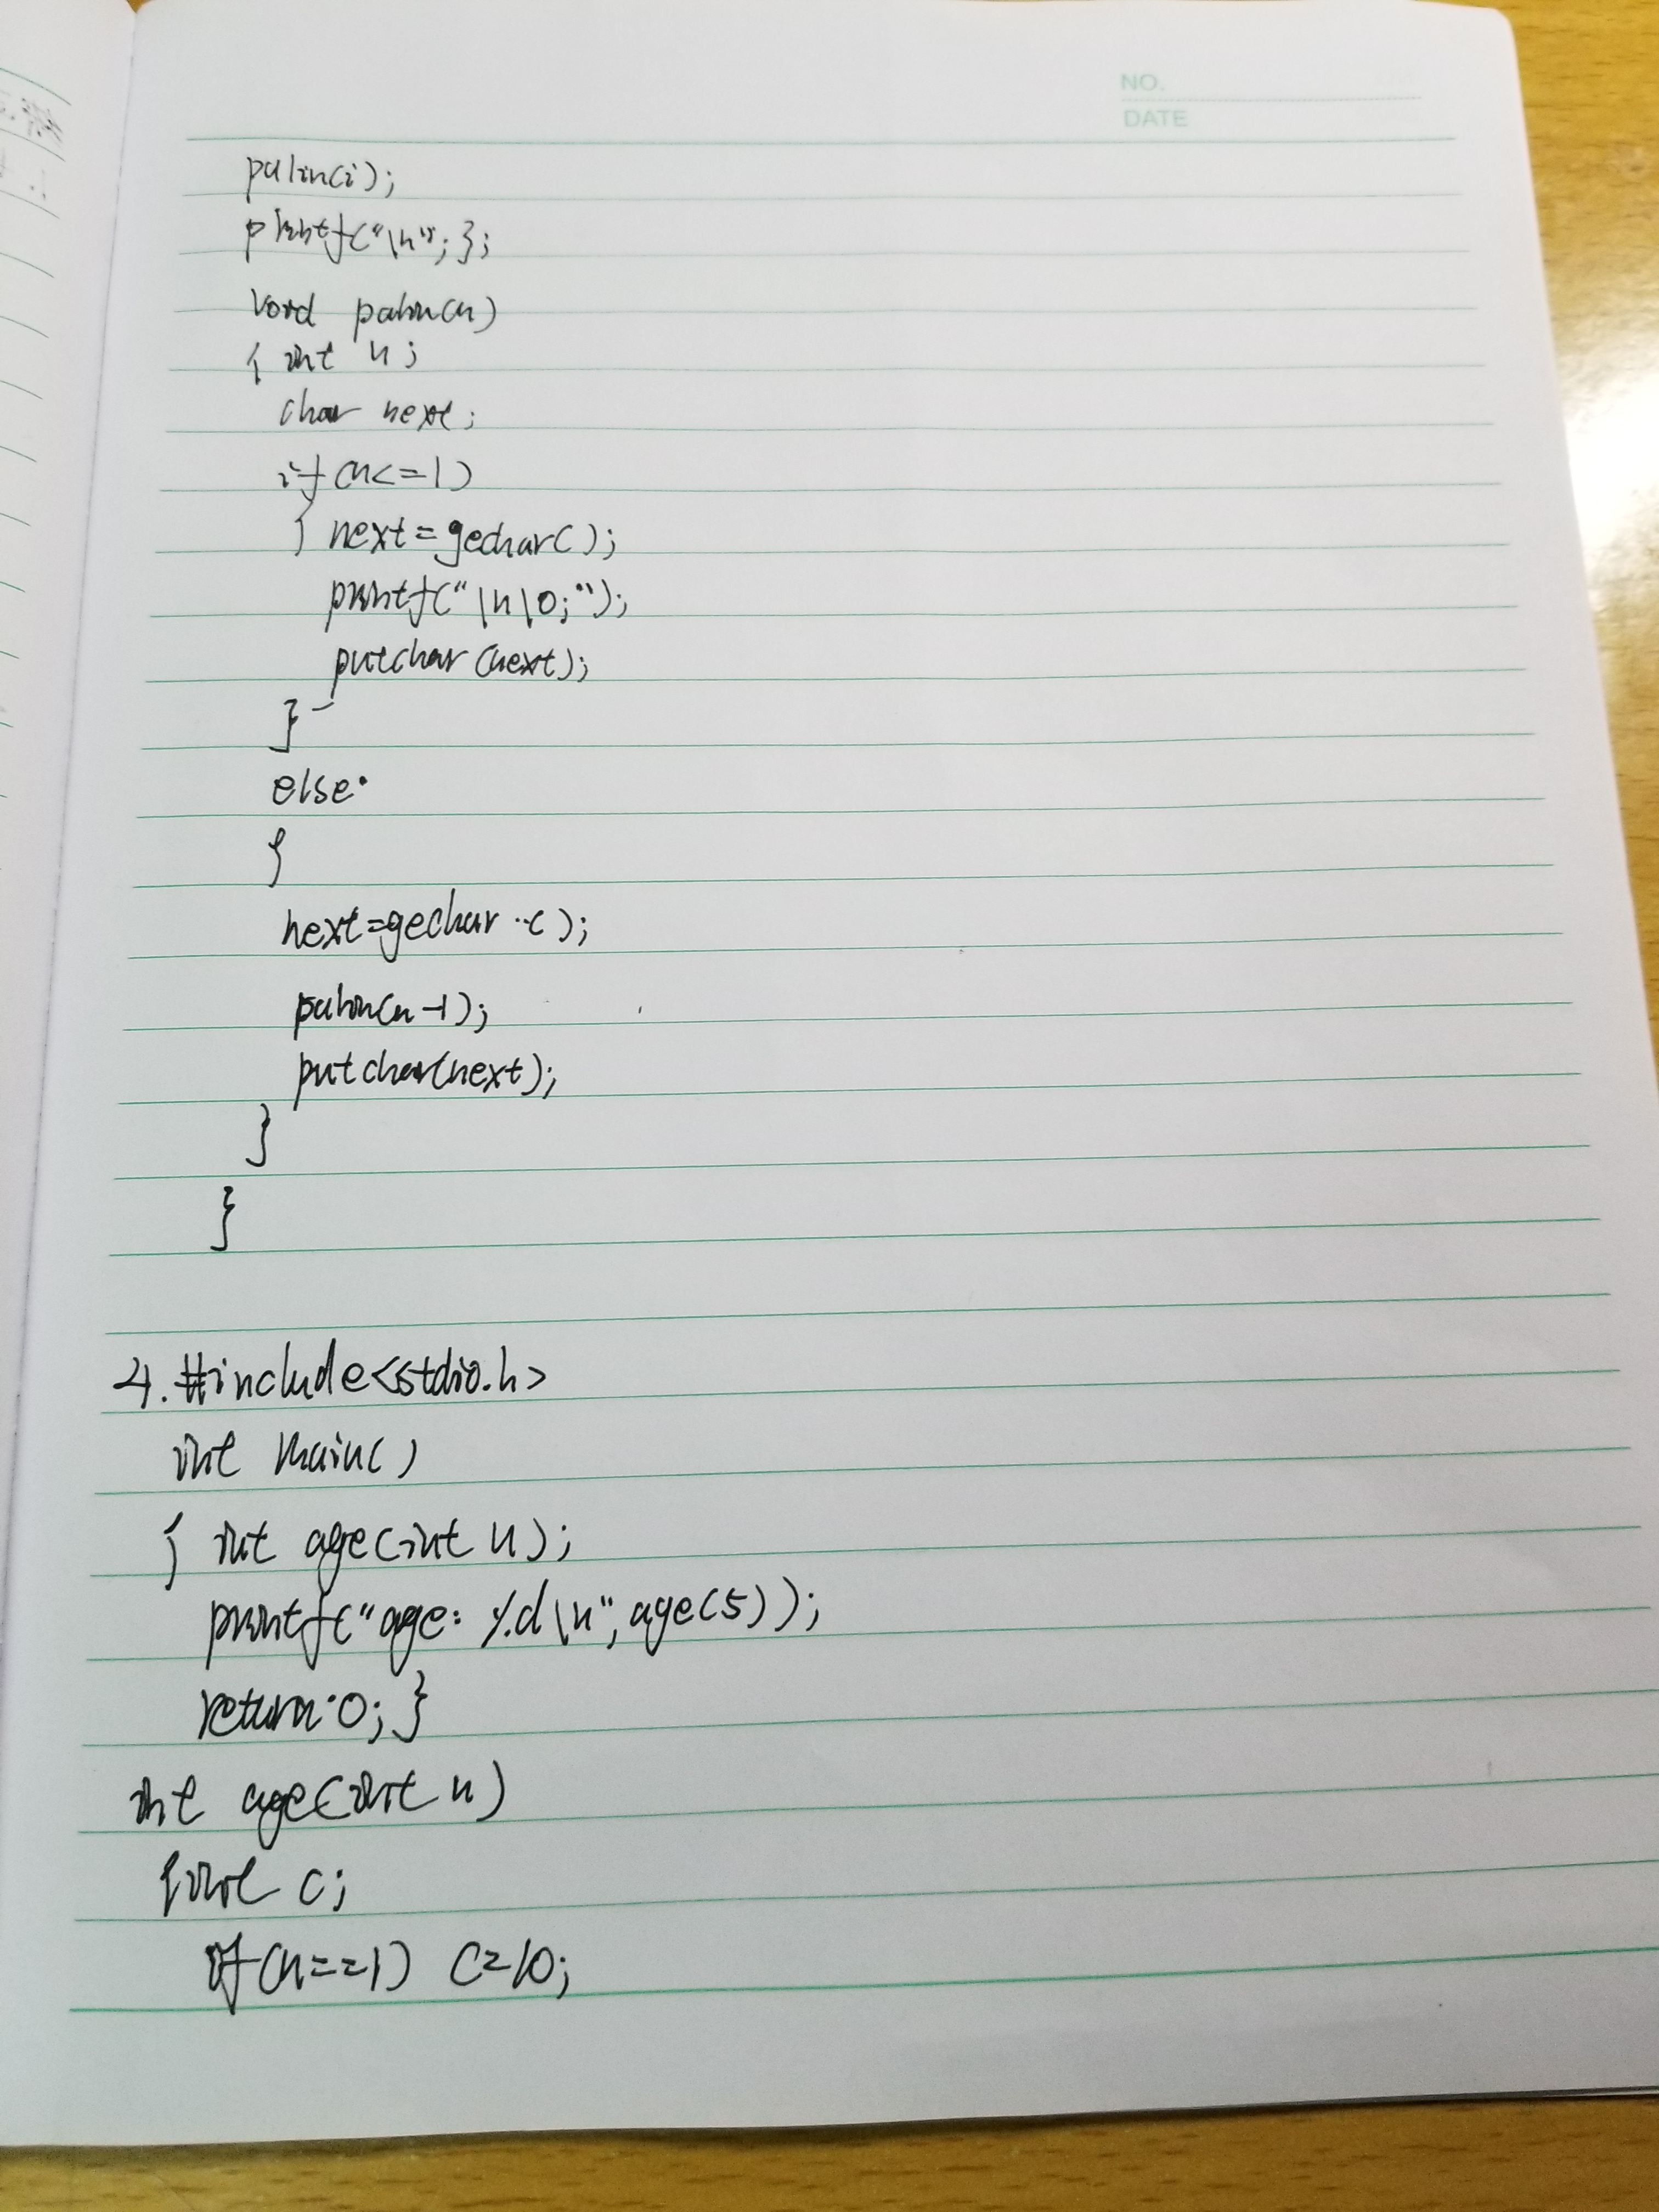 NO.
DATE
palin(i);
printf("\n"; };
void palin(n)
{ int n;
char next;
if (n<=1)
{ next=gechar();
printf("\n\0;");
putchar(next);
}
else
{
next=gechar();
palin(n-1);
putchar(next);
}
}
4. #include<stdio.h>
int main()
{ int age(int n);
printf("age: %d\n",age(5));
return 0; }
int age(int n)
{int c;
if(n==1) c=10;